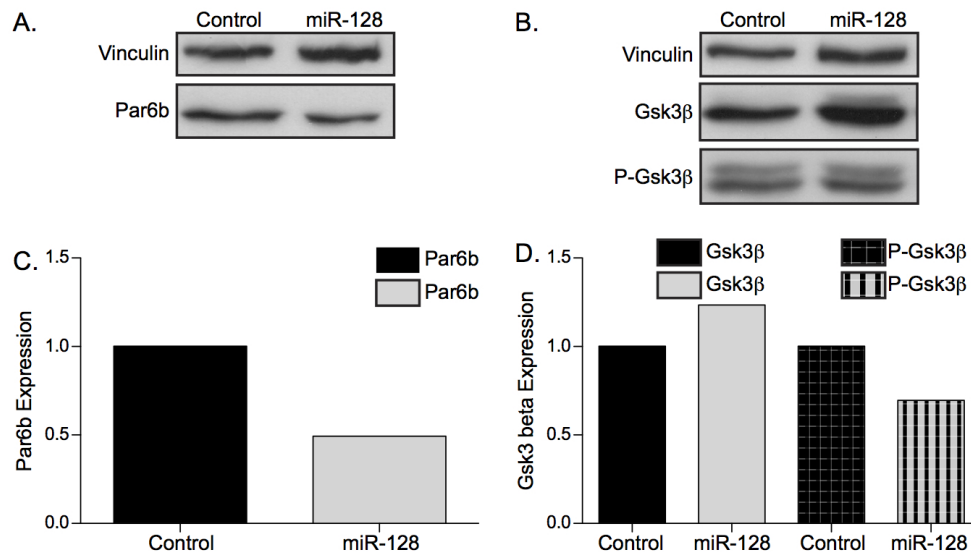 A.
Control miR-128
Vinculin
Par6b
B.
Control miR-128
Vinculin
Gsk3β
P-Gsk3β
C.
Par6b
Par6b
Par6b Expression
1.5
1.0
0.5
0.0
Control miR-128
D.
Gsk3β P-Gsk3β
Gsk3β P-Gsk3β
Gsk3 beta Expression
1.5
1.0
0.5
0.0
Control miR-128 Control miR-128